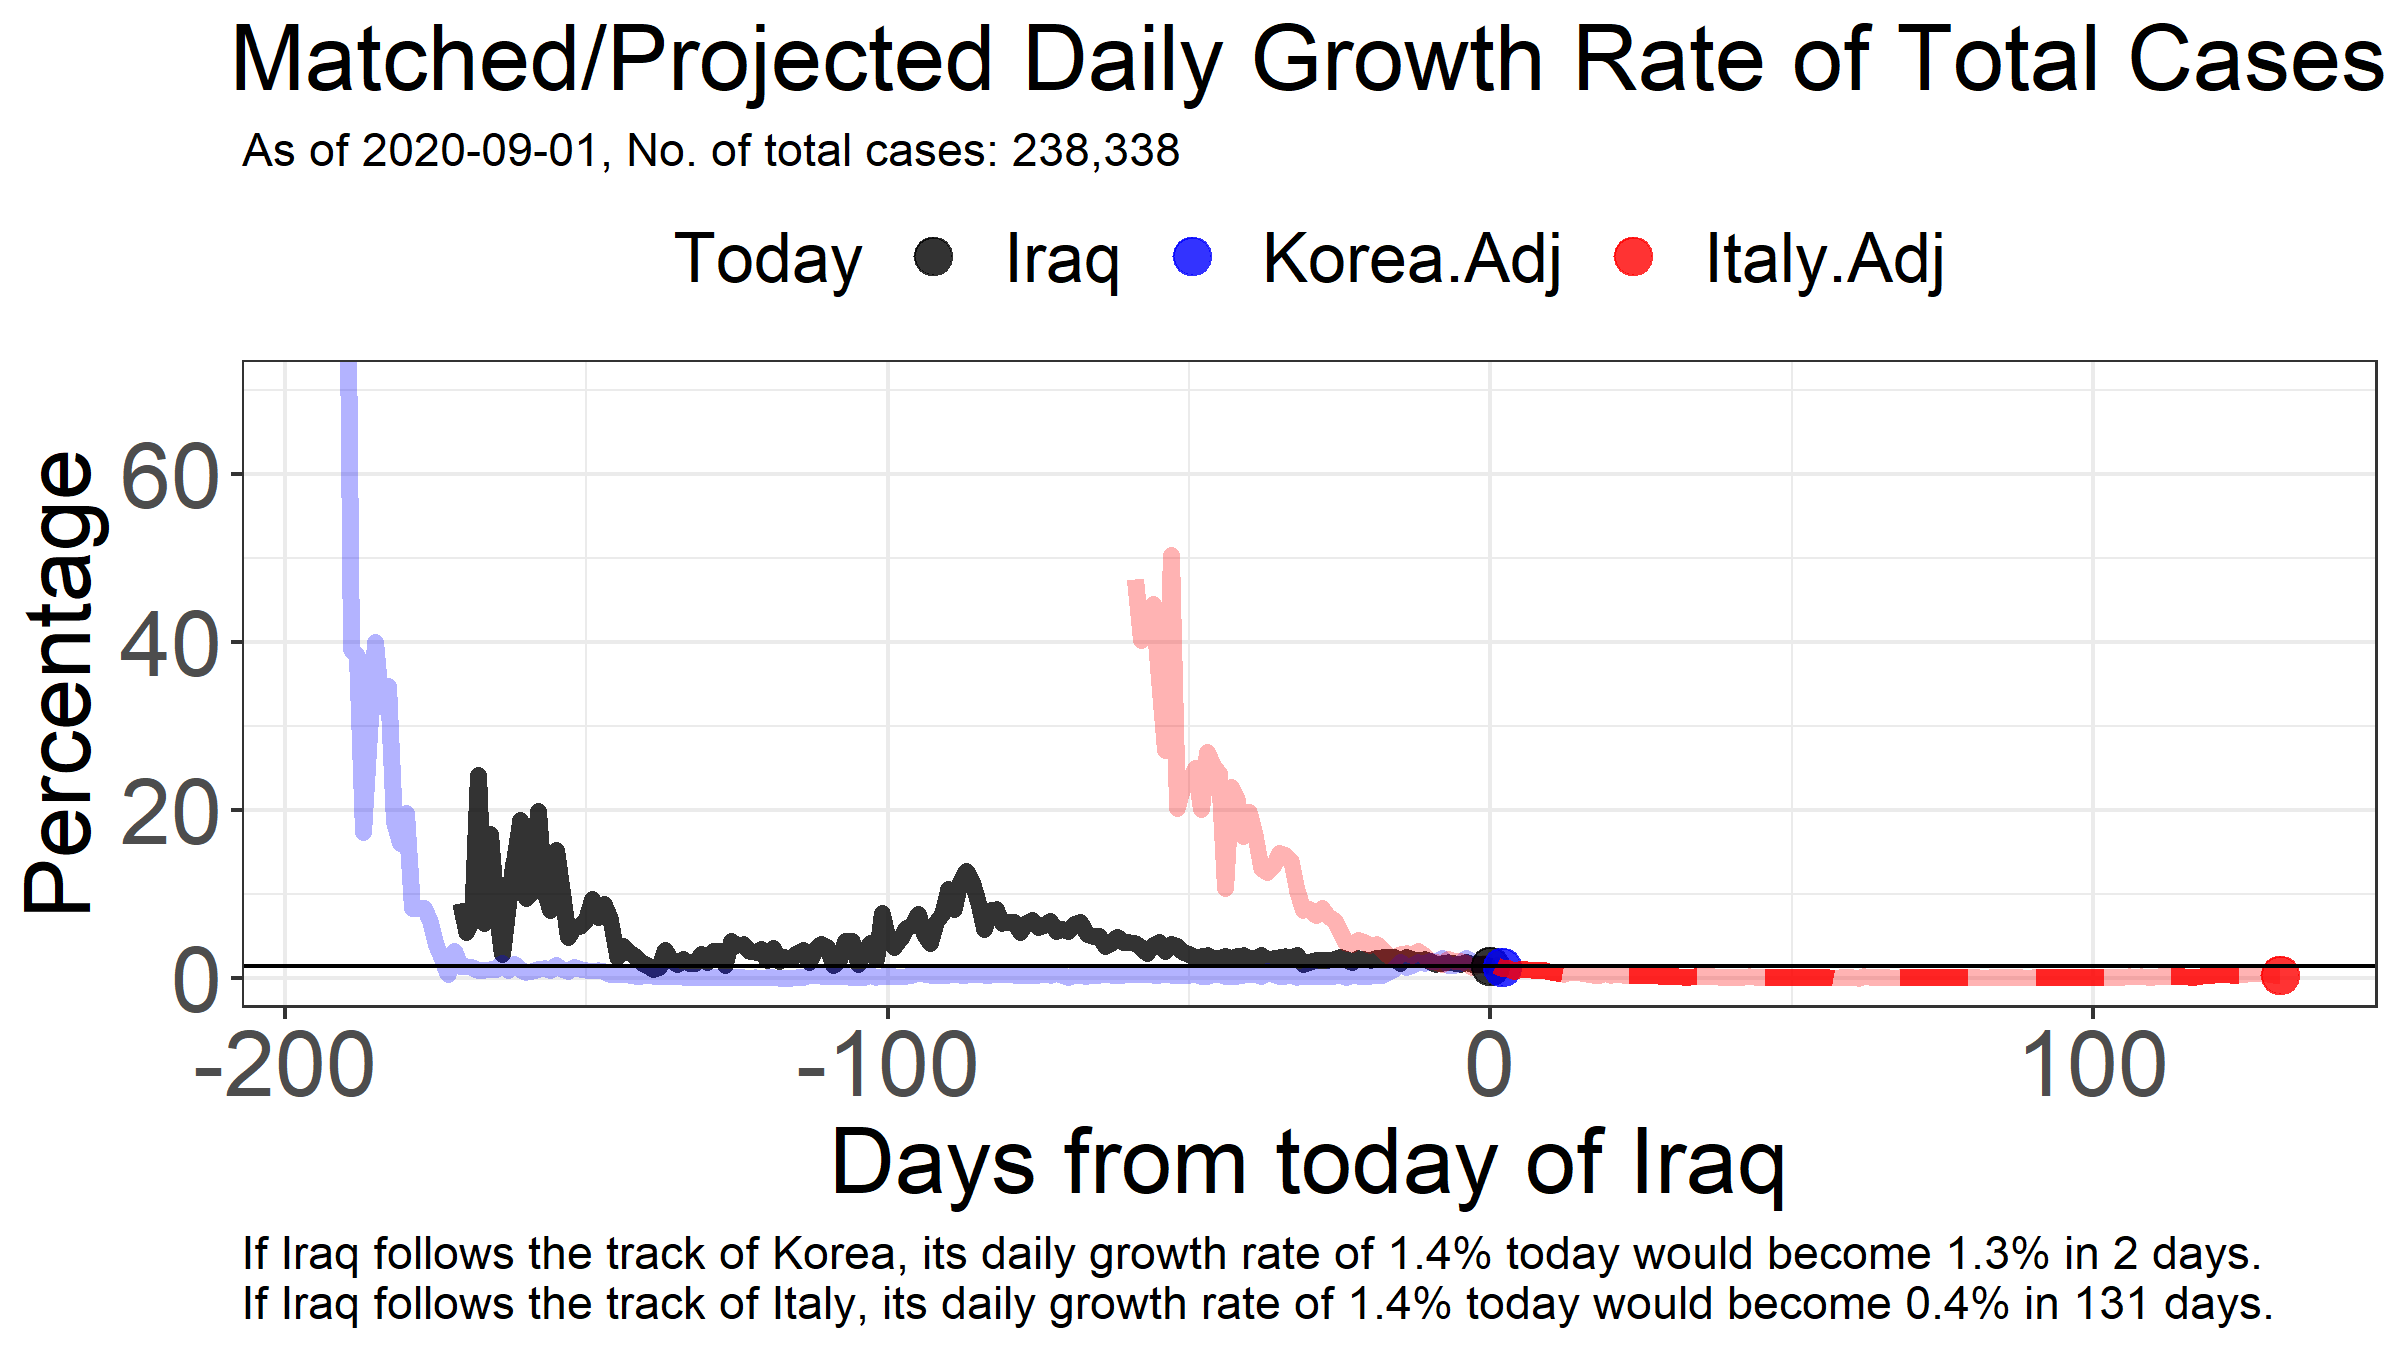 Matched/Projected Daily Growth Rate of Total Cases
As of 2020-09-01, No. of total cases: 238,338
Today Iraq Korea.Adj Italy.Adj
Percentage
60
40
20
0
-200 -100 0 100
Days from today of Iraq
If Iraq follows the track of Korea, its daily growth rate of 1.4% today would become 1.3% in 2 days.
If Iraq follows the track of Italy, its daily growth rate of 1.4% today would become 0.4% in 131 days.